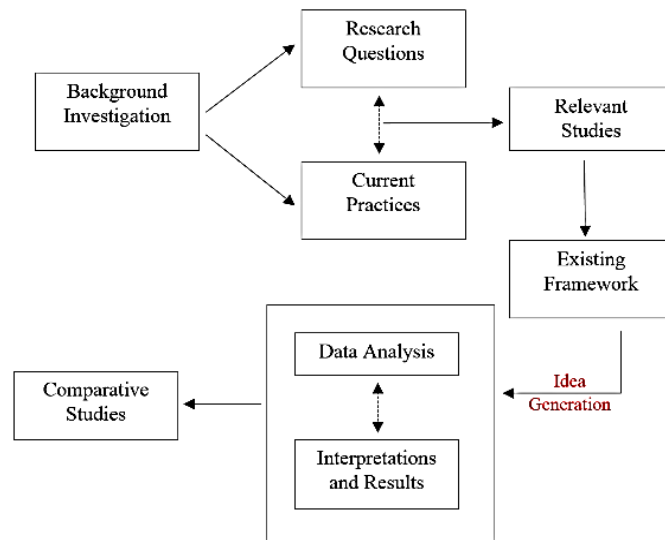 Research
Questions
Background
Investigation
Relevant
Studies
Current
Practices
Existing
Framework
Data Analysis
Idea
Generation
Comparative
Studies
Interpretations
and Results